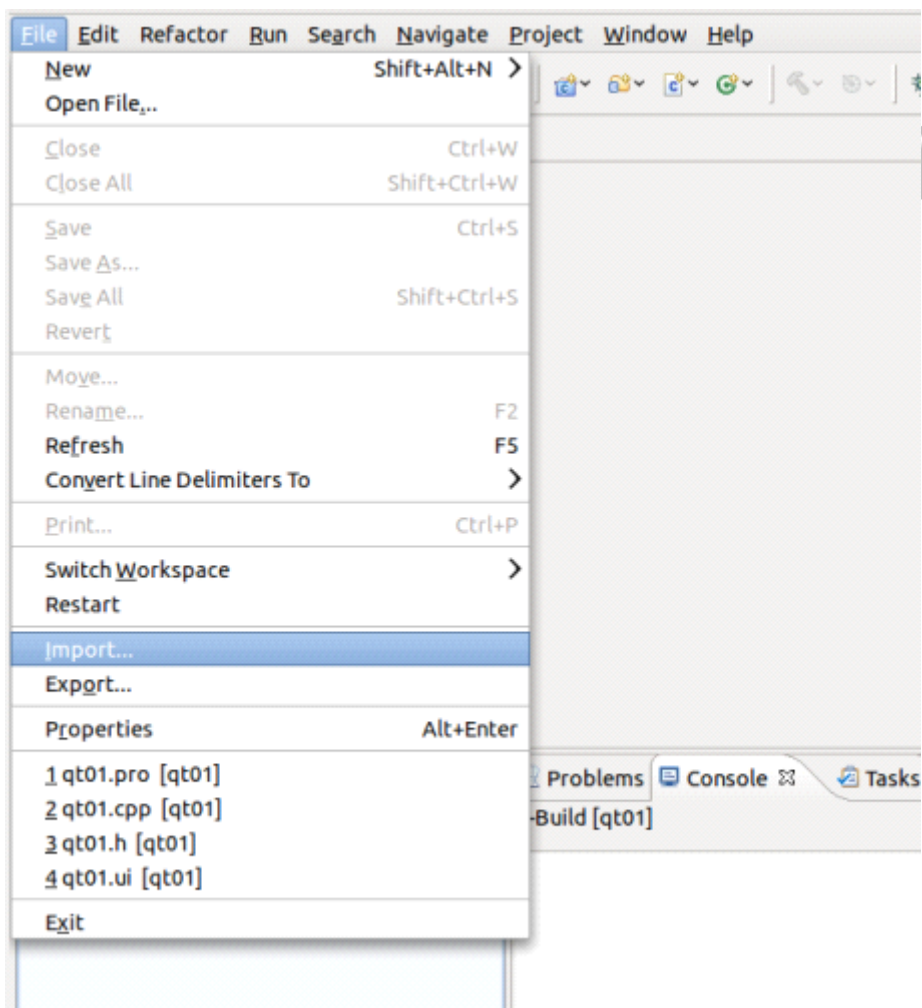 File Edit Refactor Run Search Navigate Project Window Help
New Shift+Alt+N
Open File...
Close Ctrl+W
Close All Shift+Ctrl+W
Save Ctrl+S
Save As...
Save All Shift+Ctrl+S
Revert
Move...
Rename... F2
Refresh F5
Convert Line Delimiters To
Print... Ctrl+P
Switch Workspace
Restart
Import...
Export...
Properties Alt+Enter
1 qt01.pro [qt01]
2 qt01.cpp [qt01]
3 qt01.h [qt01]
4 qt01.ui [qt01]
Exit
Problems Console Tasks
-Build [qt01]